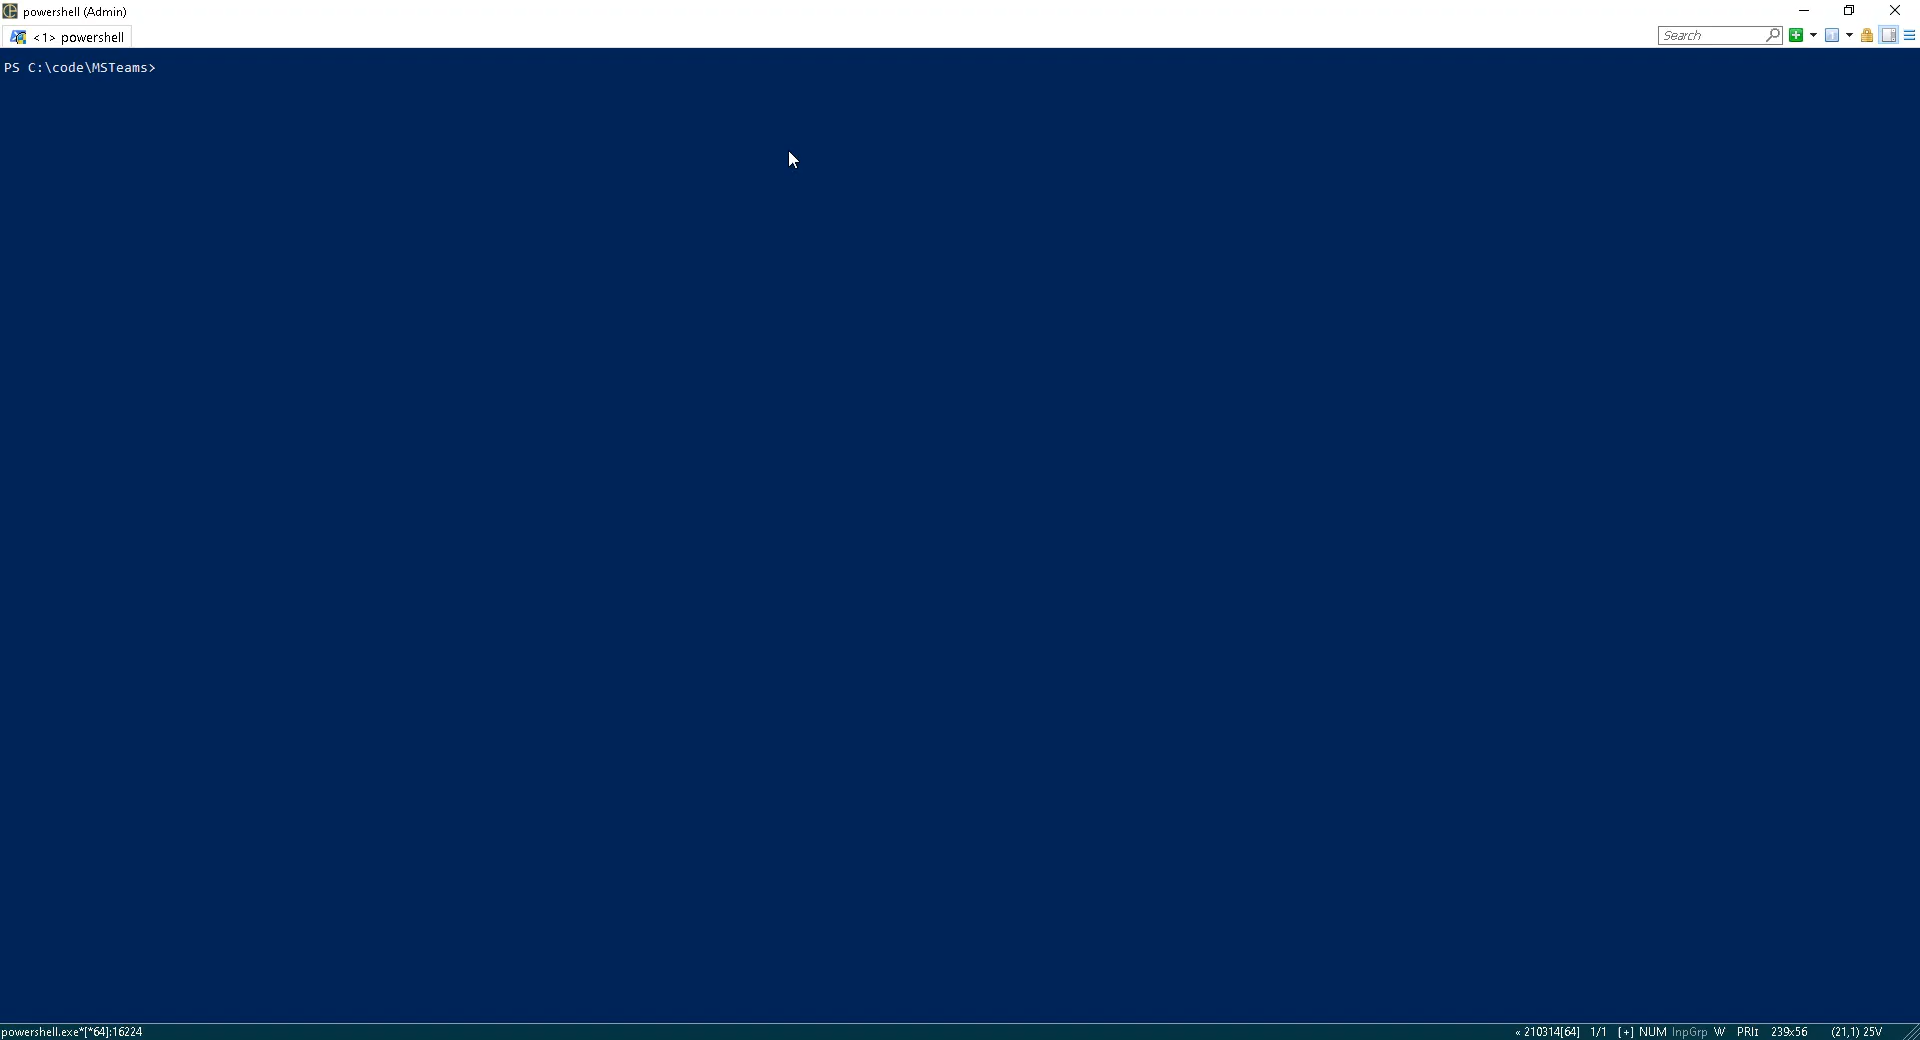 powershell (Admin)
<1> powershell
Search
PS C:\code\MSTeams>
powershell.exe*[*64]:16224
« 210314[64] 1/1 [+] NUM InpGrp W PRI↕ 239x56 (21,1) 25V